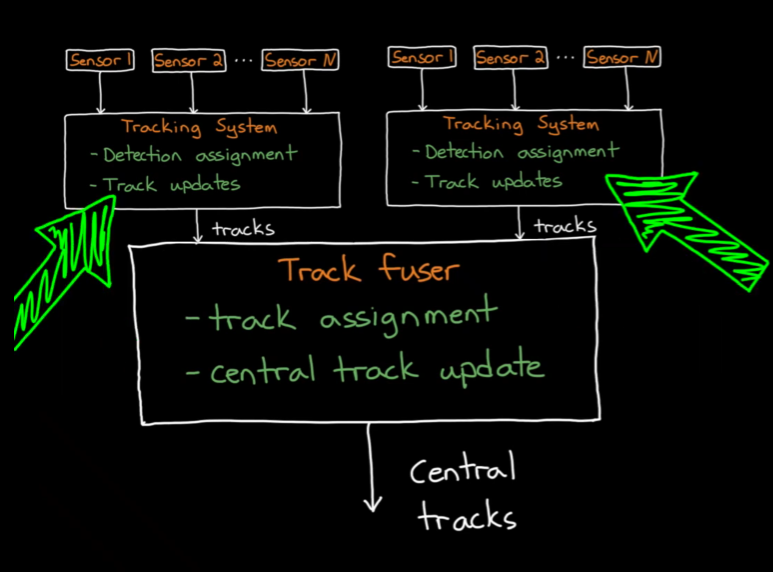 Sensor 1 Sensor 2 ... Sensor N Sensor 1 Sensor 2 ... Sensor N
Tracking System
- Detection assignment
- Track updates
Tracking System
- Detection assignment
- Track updates
tracks
tracks
Track fuser
- track assignment
- central track update
Central
tracks